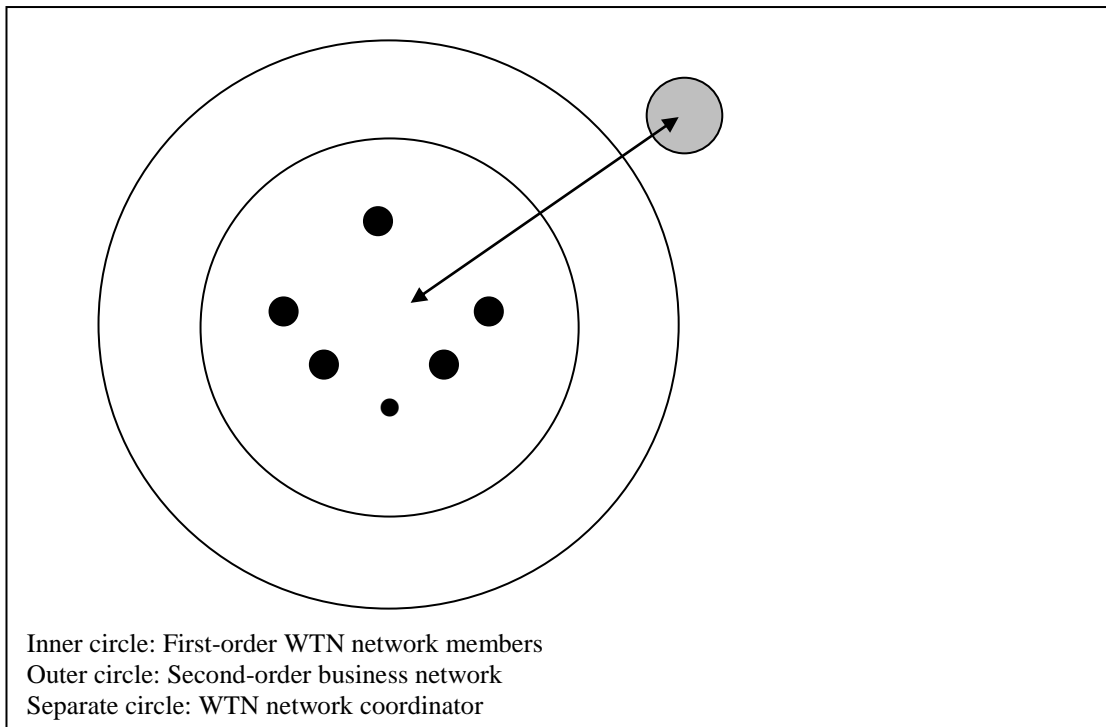 Inner circle: First-order WTN network members
Outer circle: Second-order business network
Separate circle: WTN network coordinator